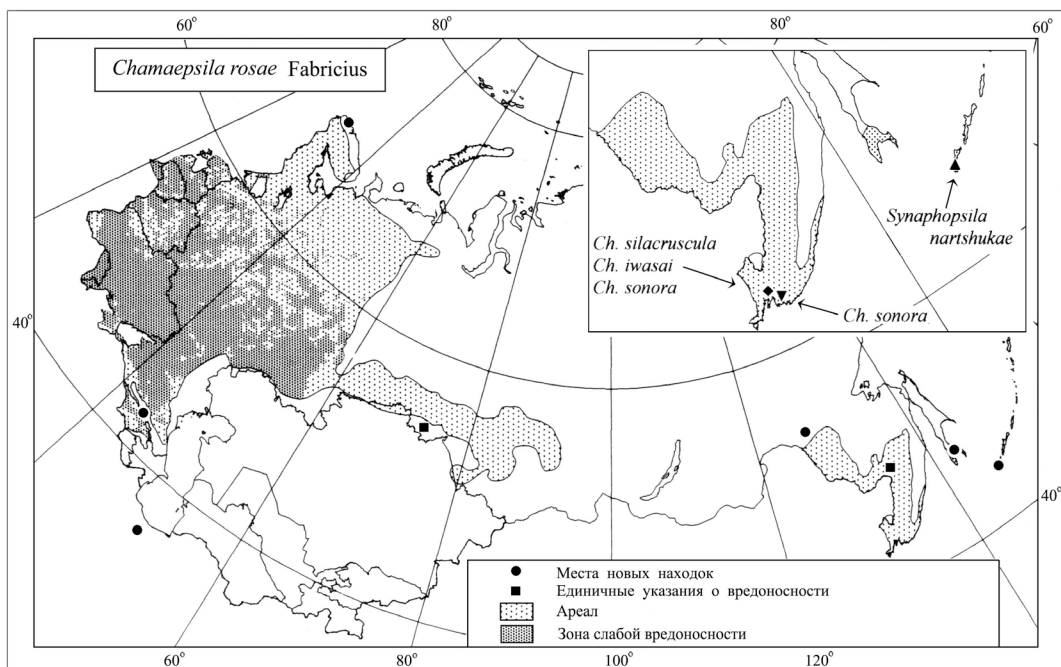 60°
80°
80°
60°
Chamaepsila rosae Fabricius
Synaphopsila
nartshukae
Ch. silacruscula
Ch. iwasai
Ch. sonora
Ch. sonora
40°
40°
Места новых находок
Единичные указания о вредоносности
Ареал
Зона слабой вредоносности
60°
80°
100°
120°